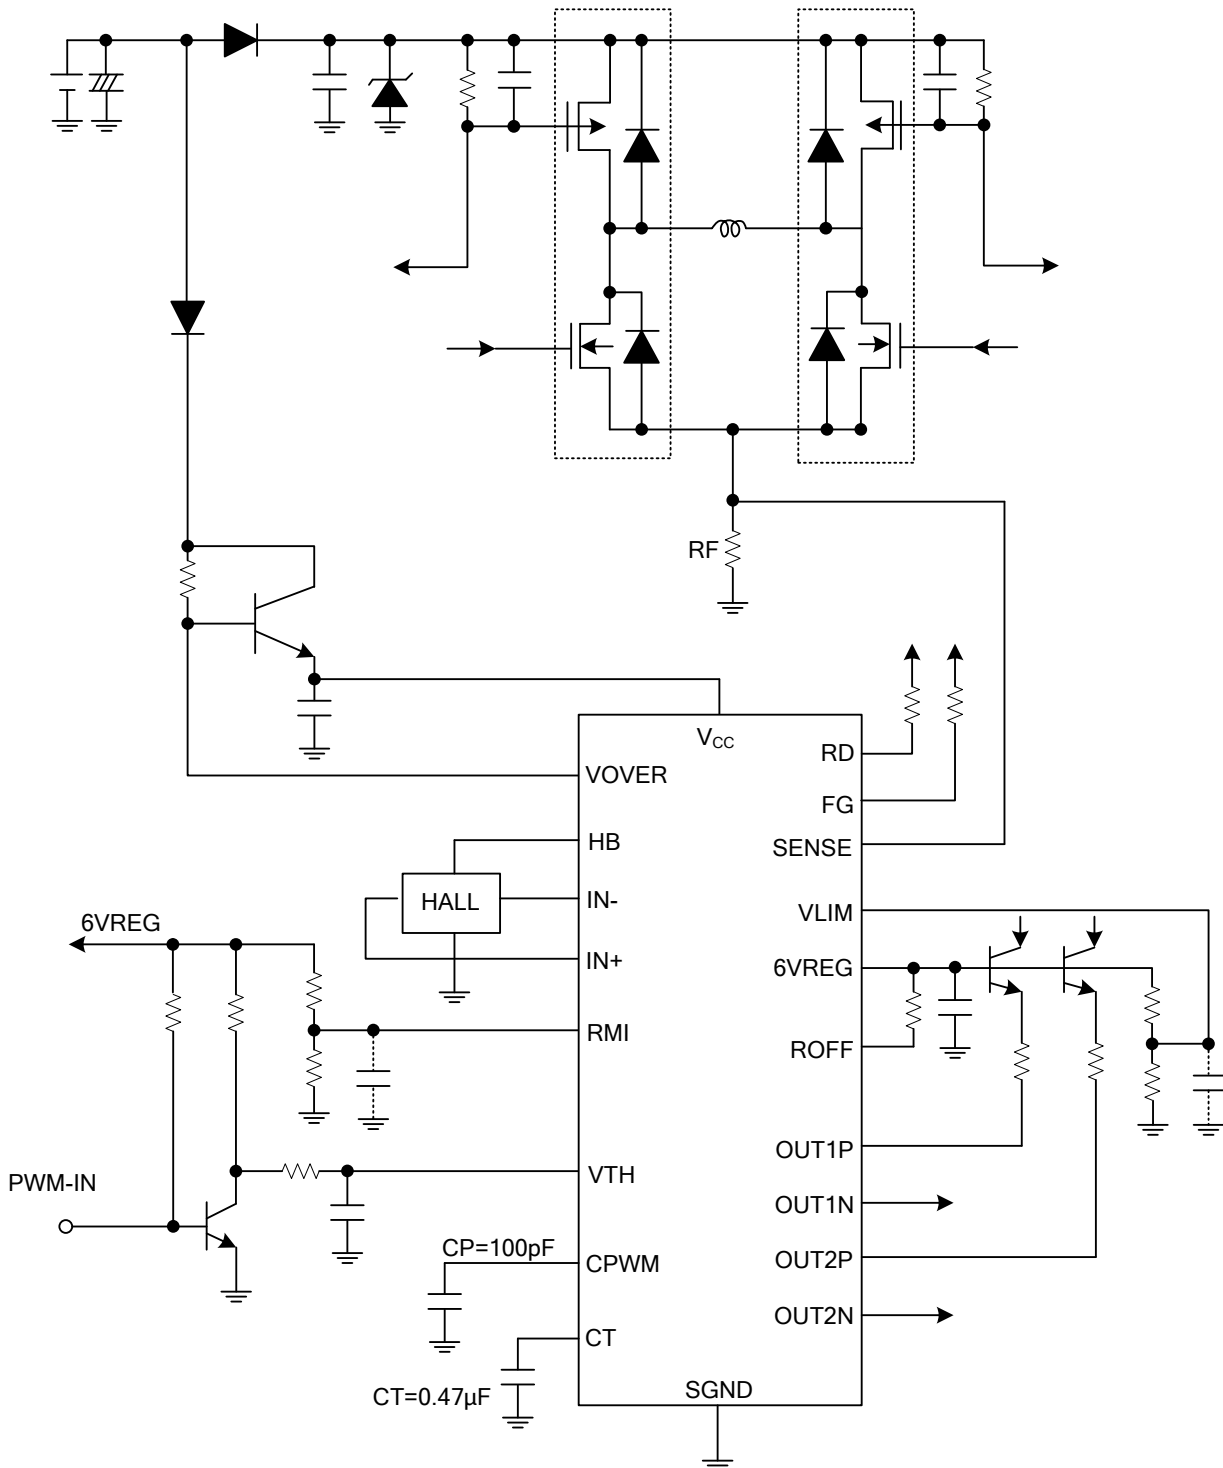 RF
V_CC
RD
VOVER
FG
HB
SENSE
HALL
IN-
VLIM
6VREG
IN+
6VREG
RMI
ROFF
OUT1P
PWM-IN
VTH
OUT1N
CP=100pF
CPWM
OUT2P
OUT2N
CT
CT=0.47μF
SGND